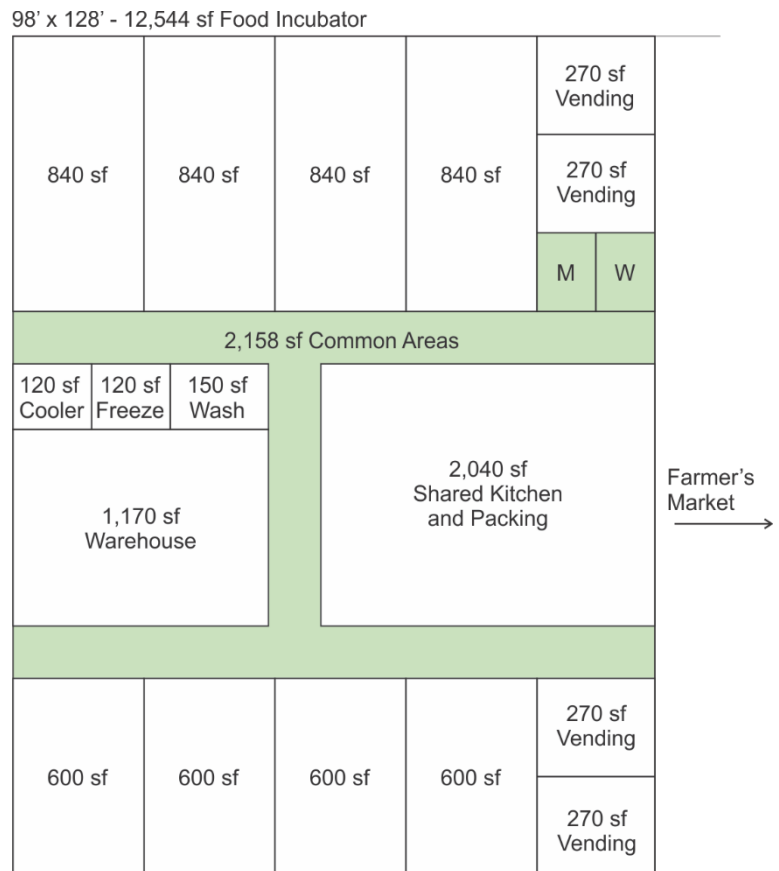 98’ x 128’ - 12,544 sf Food Incubator
840 sf
840 sf
840 sf
840 sf
270 sf
Vending
270 sf
Vending
M
W
2,158 sf Common Areas
120 sf
Cooler
120 sf
Freeze
150 sf
Wash
1,170 sf
Warehouse
2,040 sf
Shared Kitchen
and Packing
Farmer’s
Market
600 sf
600 sf
600 sf
600 sf
270 sf
Vending
270 sf
Vending